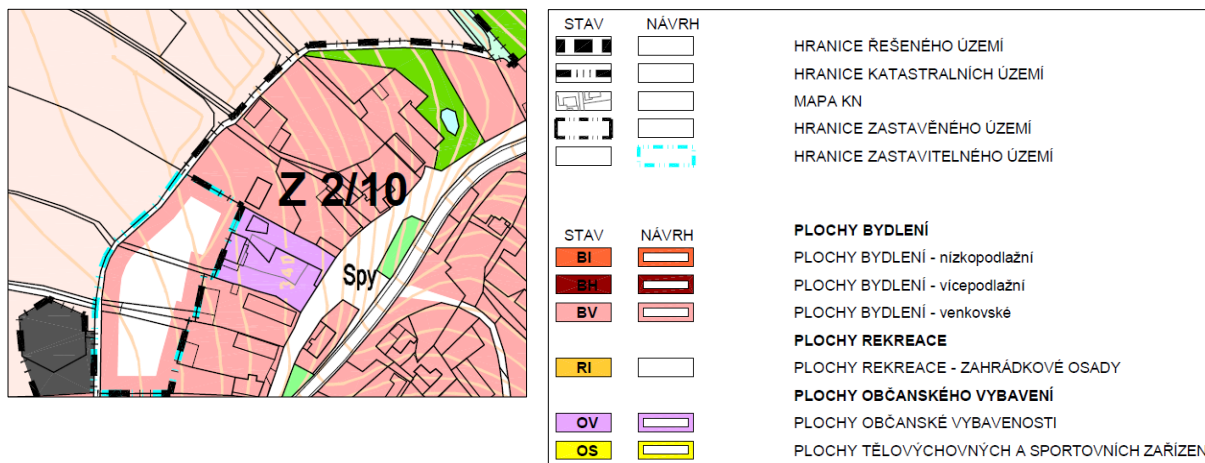 Z 2/10
Spy
STAV NÁVRH
HRANICE ŘEŠENÉHO ÚZEMÍ
HRANICE KATASTRALNÍCH ÚZEMÍ
MAPA KN
HRANICE ZASTAVĚNÉHO ÚZEMÍ
HRANICE ZASTAVITELNÉHO ÚZEMÍ
PLOCHY BYDLENÍ
STAV NÁVRH
BI PLOCHY BYDLENÍ - nízkopodlažní
BH PLOCHY BYDLENÍ - vícepodlažní
BV PLOCHY BYDLENÍ - venkovské
PLOCHY REKREACE
RI PLOCHY REKREACE - ZAHRÁDKOVÉ OSADY
PLOCHY OBČANSKÉHO VYBAVENÍ
OV PLOCHY OBČANSKÉ VYBAVENOSTI
OS PLOCHY TĚLOVÝCHOVNÝCH A SPORTOVNÍCH ZAŘÍZEN